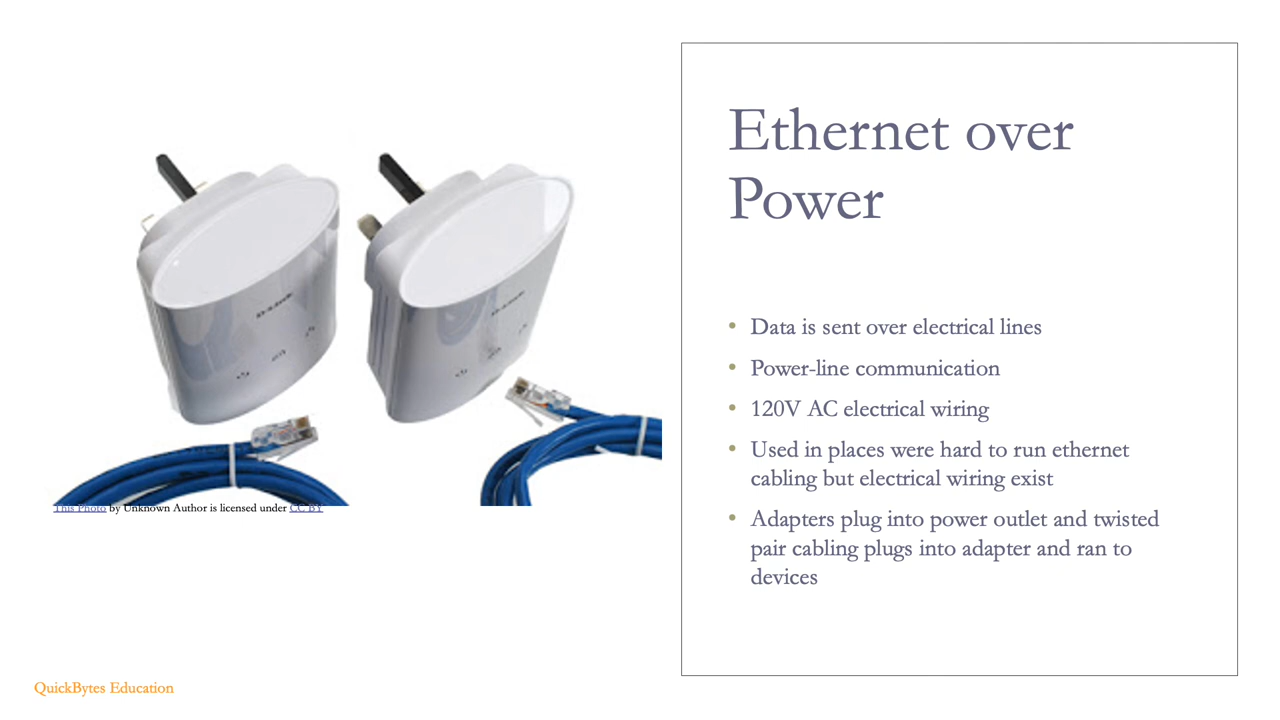 Ethernet over
Power
• Data is sent over electrical lines
• Power-line communication
• 120V AC electrical wiring
• Used in places were hard to run ethernet
cabling but electrical wiring exist
• Adapters plug into power outlet and twisted
pair cabling plugs into adapter and ran to
devices
D-Link
D-Link
This Photo by Unknown Author is licensed under CC BY
QuickBytes Education